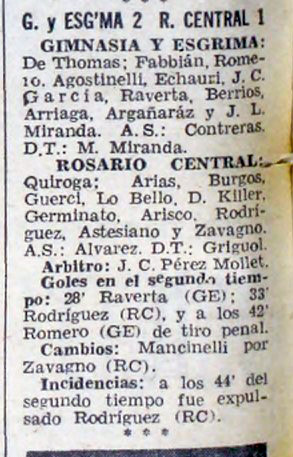 G. y ESG'MA 2 R. CENTRAL 1
GIMNASIA Y ESGRIMA:
De Thomas; Fabbián, Rome-
ro. Agostinelli, Echauri, J. C.
García, Raverta, Berrios,
Arriaga, Argañaráz y J. L.
Miranda. A. S.: Contreras.
D.T.: M. Miranda.
ROSARIO CENTRAL:
Quiroga; Arias, Burgos,
Guerci, Lo Bello, D. Killer,
Germinato, Arisco, Rodrí-
guez, Astesiano y Zavagno.
A.S.: Alvarez. D.T.: Griguol.
Arbitro: J. C. Pérez Mollet.
Goles en el segundo tiem-
po: 28' Raverta (GE); 33'
Rodríguez (RC), y a los 42'
Romero (GE) de tiro penal.
Cambios: Mancinelli por
Zavagno (RC).
Incidencias: a los 44' del
segundo tiempo fue expul-
sado Rodríguez (RC).
* * *